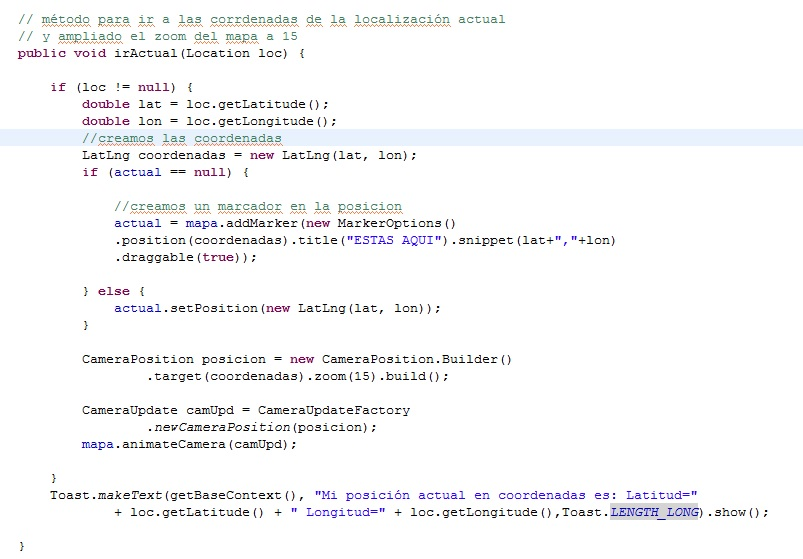 // método para ir a las corrdenadas de la localización actual
// y ampliado el zoom del mapa a 15
public void irActual(Location loc) {
if (loc != null) {
double lat = loc.getLatitude();
double lon = loc.getLongitude();
//creamos las coordenadas
LatLng coordenadas = new LatLng(lat, lon);
if (actual == null) {
//creamos un marcador en la posicion
actual = mapa.addMarker(new MarkerOptions()
.position(coordenadas).title("ESTAS AQUI").snippet(lat+","+lon)
.draggable(true));
} else {
actual.setPosition(new LatLng(lat, lon));
}
CameraPosition posicion = new CameraPosition.Builder()
.target(coordenadas).zoom(15).build();
CameraUpdate camUpd = CameraUpdateFactory
.newCameraPosition(posicion);
mapa.animateCamera(camUpd);
}
Toast.makeText(getBaseContext(), "Mi posición actual en coordenadas es: Latitud="
+ loc.getLatitude() + " Longitud=" + loc.getLongitude(),Toast.LENGTH_LONG).show();
}